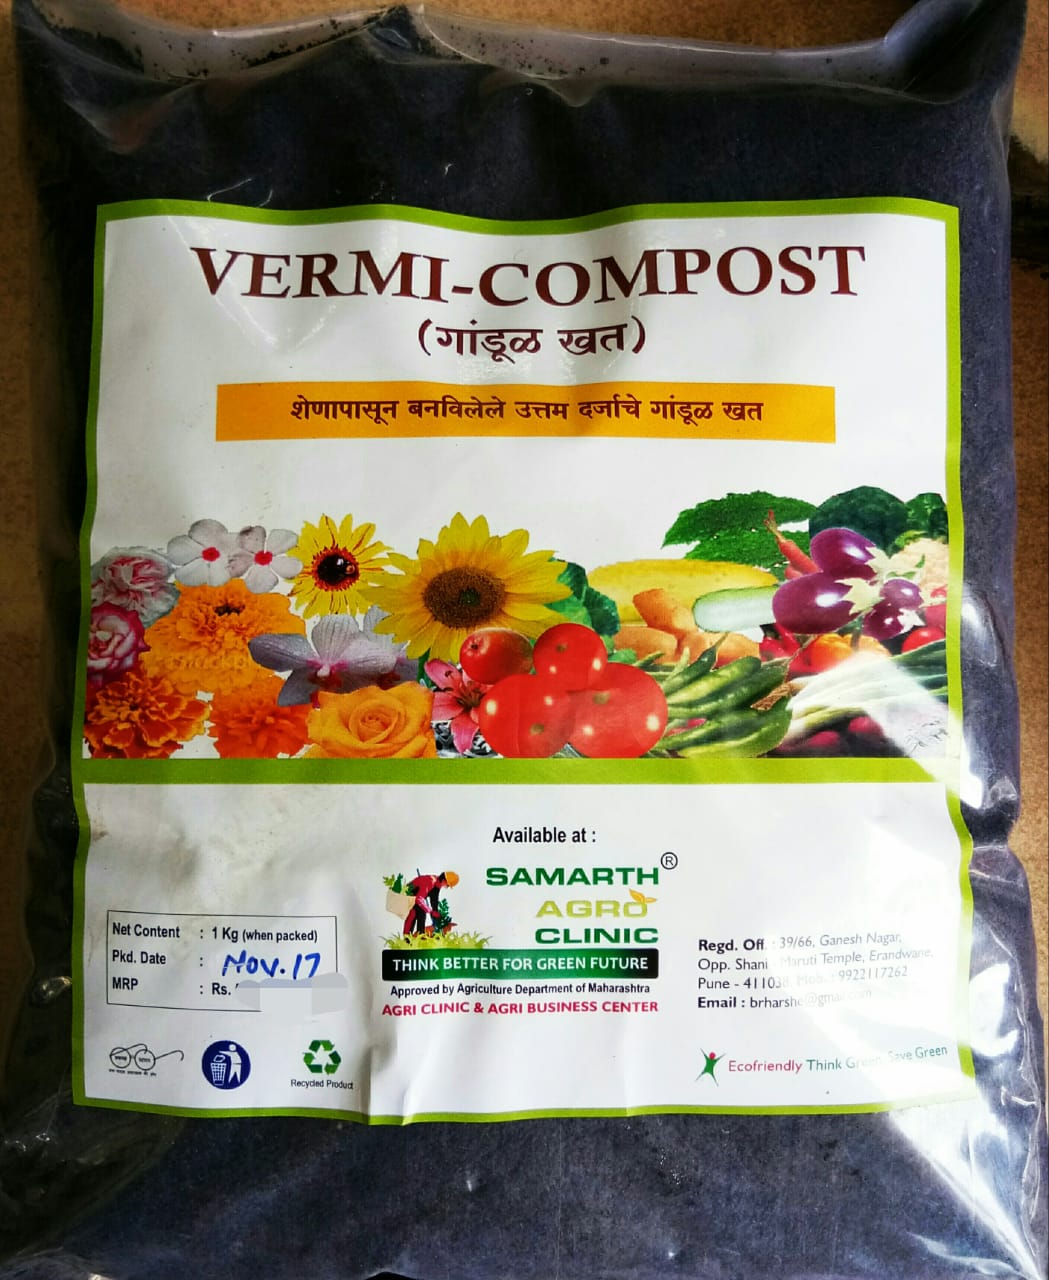 VERMI-COMPOST
(गांडूळ खत)
शेणापासून बनविलेले उत्तम दर्जाचे गांडूळ खत
Available at :
SAMARTH ®
AGRO
CLINIC
THINK BETTER FOR GREEN FUTURE
Approved by Agriculture Department of Maharashtra
AGRI CLINIC & AGRI BUSINESS CENTER
Net Content : 1 Kg (when packed)
Pkd. Date : Nov. 17
MRP : Rs.
Regd. Off. : 39/66, Ganesh Nagar,
Opp. Shani Maruti Temple, Erandwane,
Pune - 411038, Mob. : 9922117262
Email : brharshe@gmail.com
Recycled Product
Ecofriendly Think Green Save Green